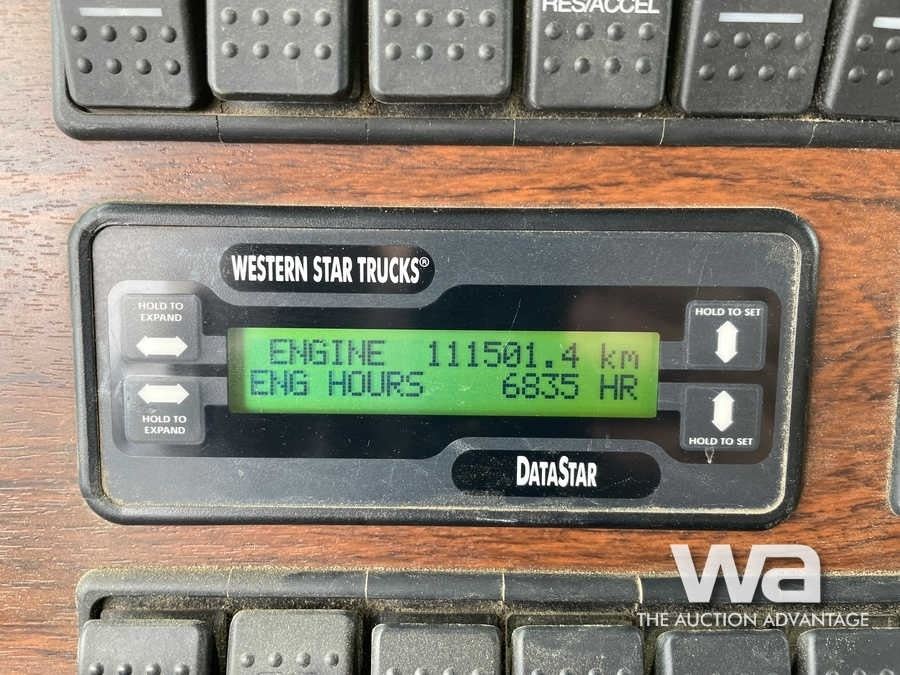 RES/ACCEL
WESTERN STAR TRUCKS®
HOLD TO
EXPAND
HOLD TO SET
ENGINE 111501.4 km
ENG HOURS 6835 HR
HOLD TO
EXPAND
HOLD TO SET
DATASTAR
wa
THE AUCTION ADVANTAGE